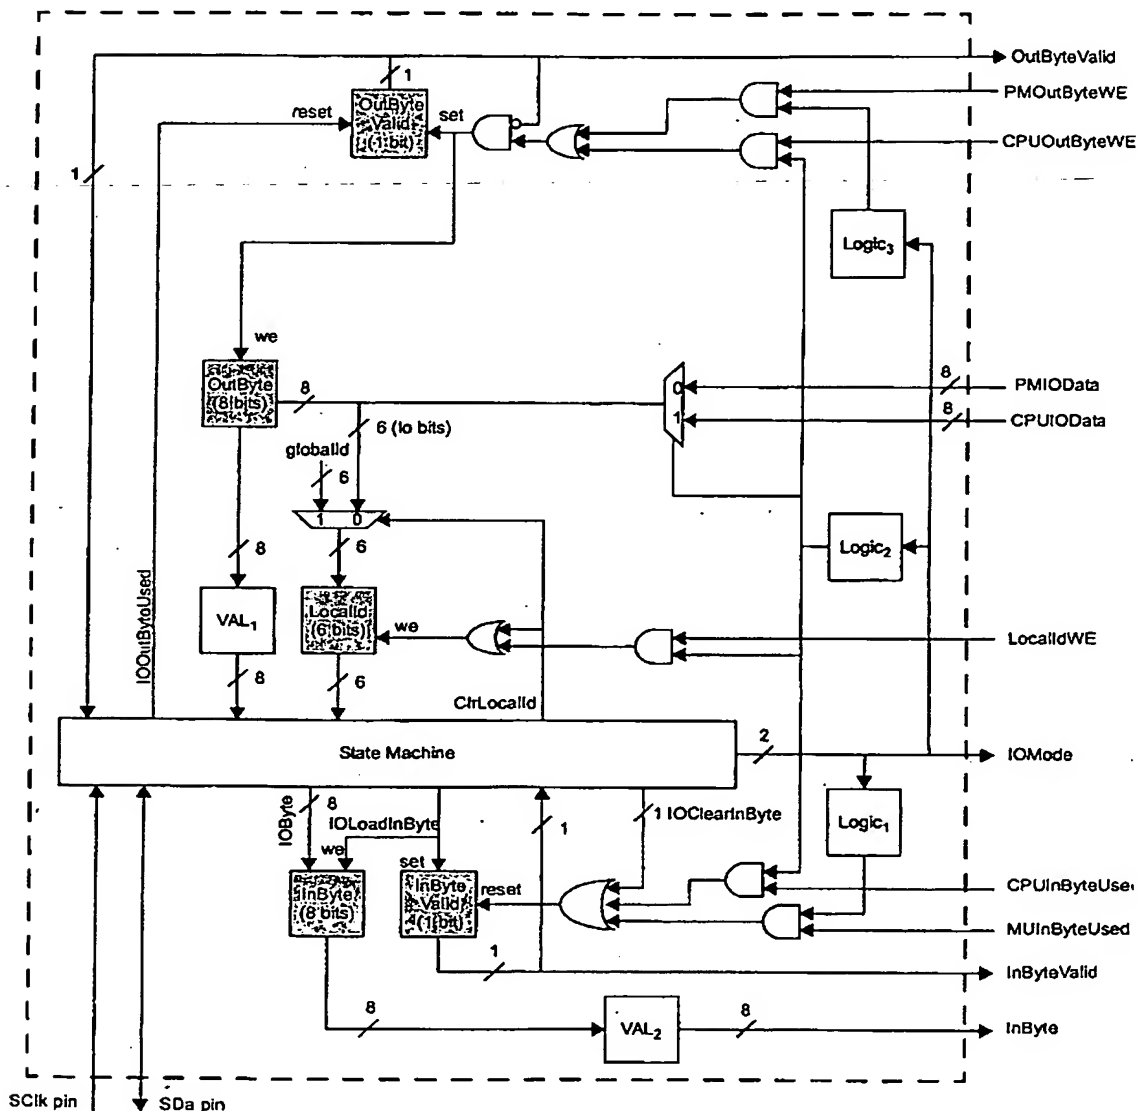 OutByteValid
1
OutByte
Valid
(1 bit)
reset
set
PMOutByteWE
CPUOutByteWE
1
Logic3
we
OutByte
(8 bits)
8
0
1
8
PMIOData
8
CPUIOData
6 (lo bits)
globalId
6
1 0
8
6
Logic2
IOOutByteUsed
VAL1
LocalId
(6 bits)
we
LocalIdWE
8
6
ClrLocalId
State Machine
2
IOMode
IOByte
8
IOLoadInByte
1
1 IOClearInByte
Logic1
we
set
InByte
(8 bits)
InByte
Valid
(1 bit)
reset
CPUInByteUse
MUInByteUsed
1
InByteValid
8
VAL2
8
InByte
SClk pin
SDa pin